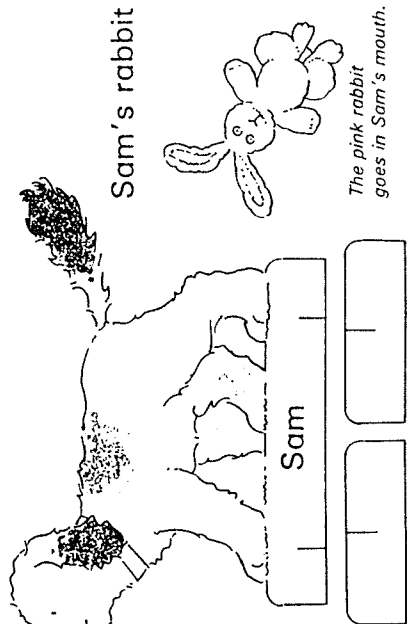 Sam's rabbit
The pink rabbit
goes in Sam's mouth.
Sam